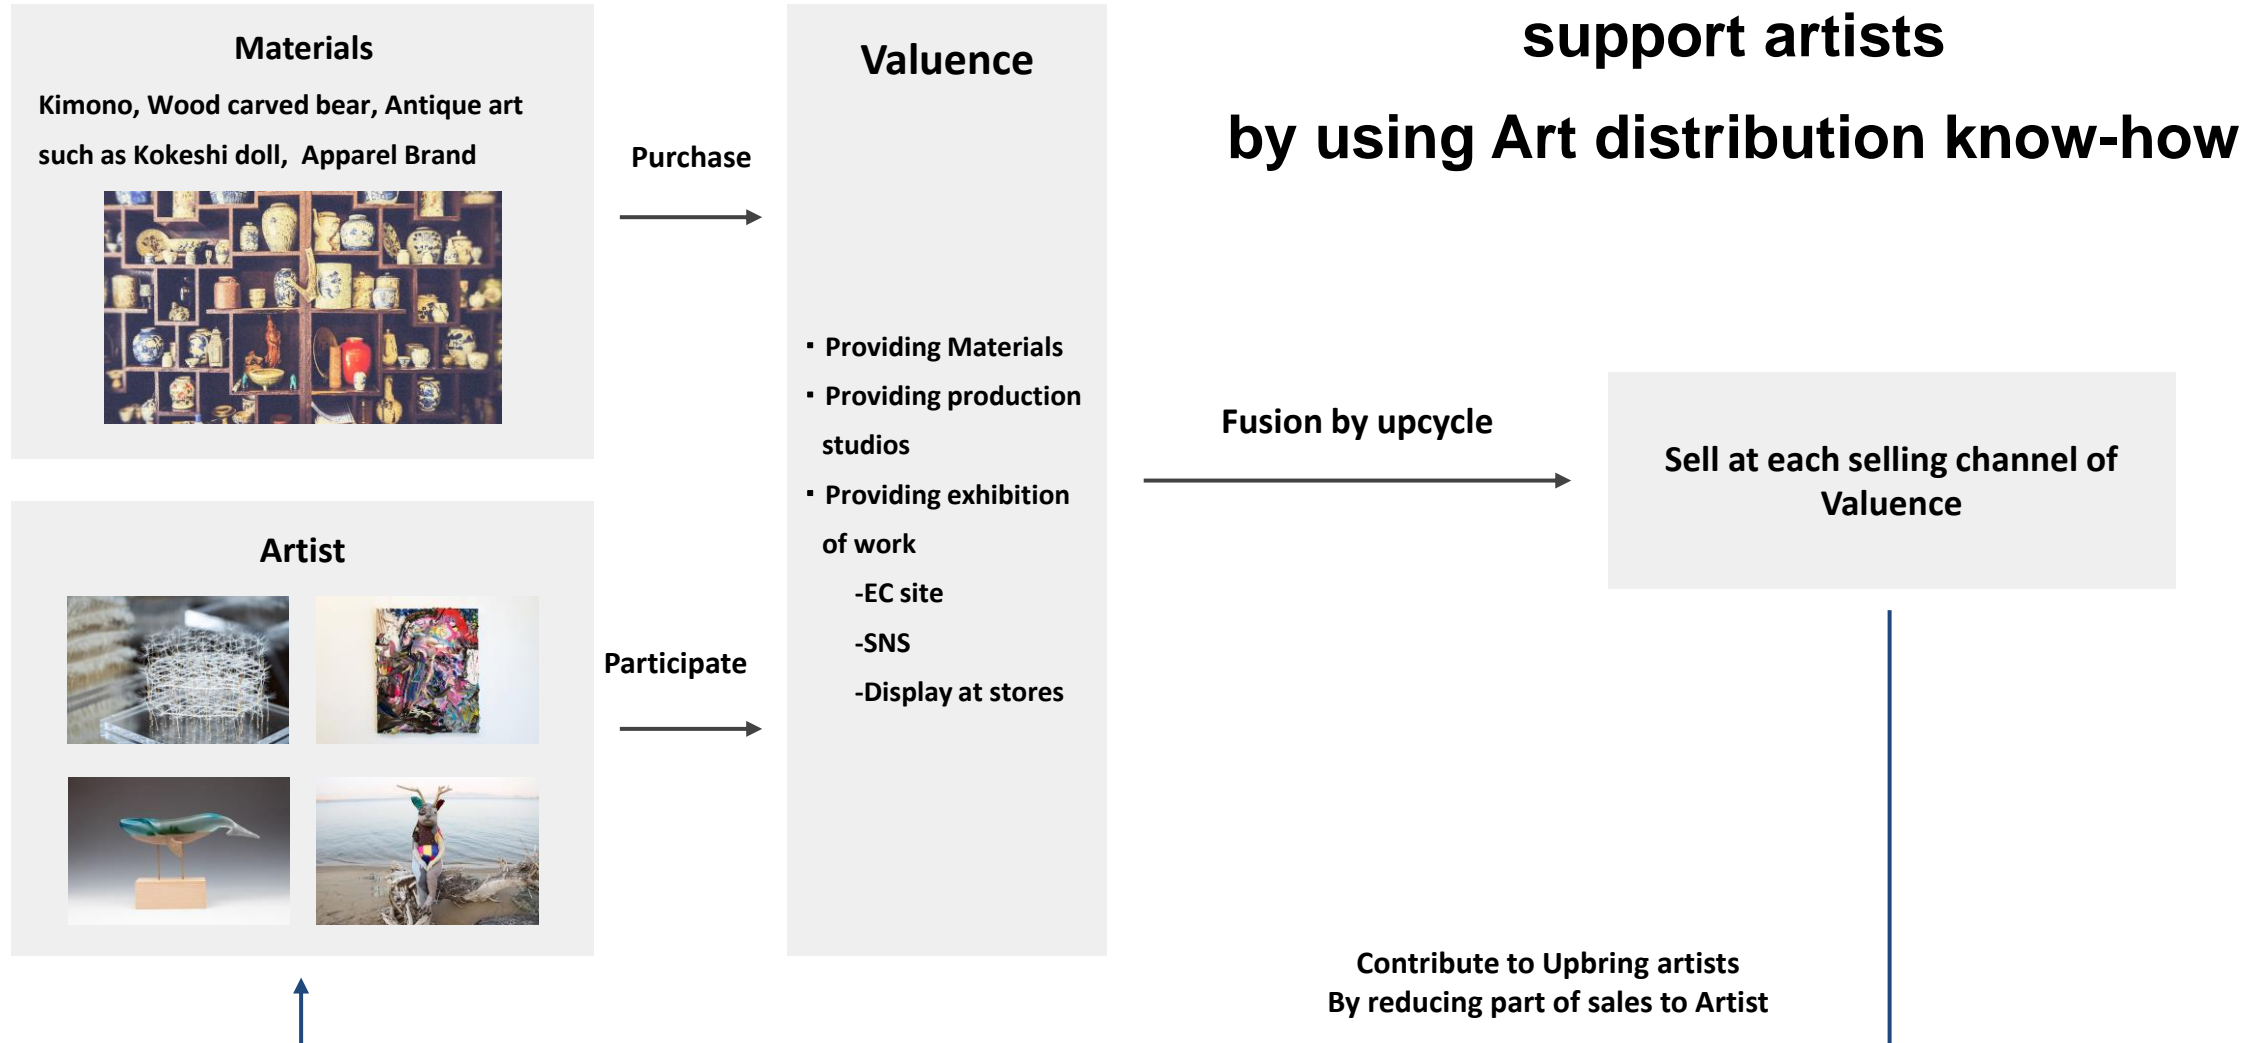 support artists
by using Art distribution know-how
Materials
Kimono, Wood carved bear, Antique art
such as Kokeshi doll, Apparel Brand
Purchase
Artist
Participate
Valuence
・Providing Materials
・Providing production
studios
・Providing exhibition
of work
-EC site
-SNS
-Display at stores
Fusion by upcycle
Sell at each selling channel of
Valuence
Contribute to Upbring artists
By reducing part of sales to Artist